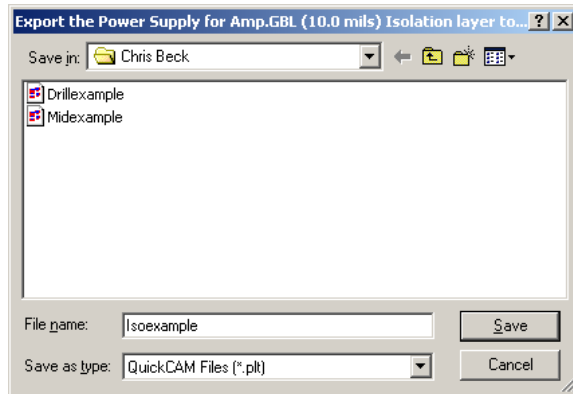 Export the Power Supply for Amp.GBL (10.0 mils) Isolation layer to...
Save in: Chris Beck
Drillexample
Midexample
File name: Isoexample Save
Save as type: QuickCAM Files (*.plt) Cancel